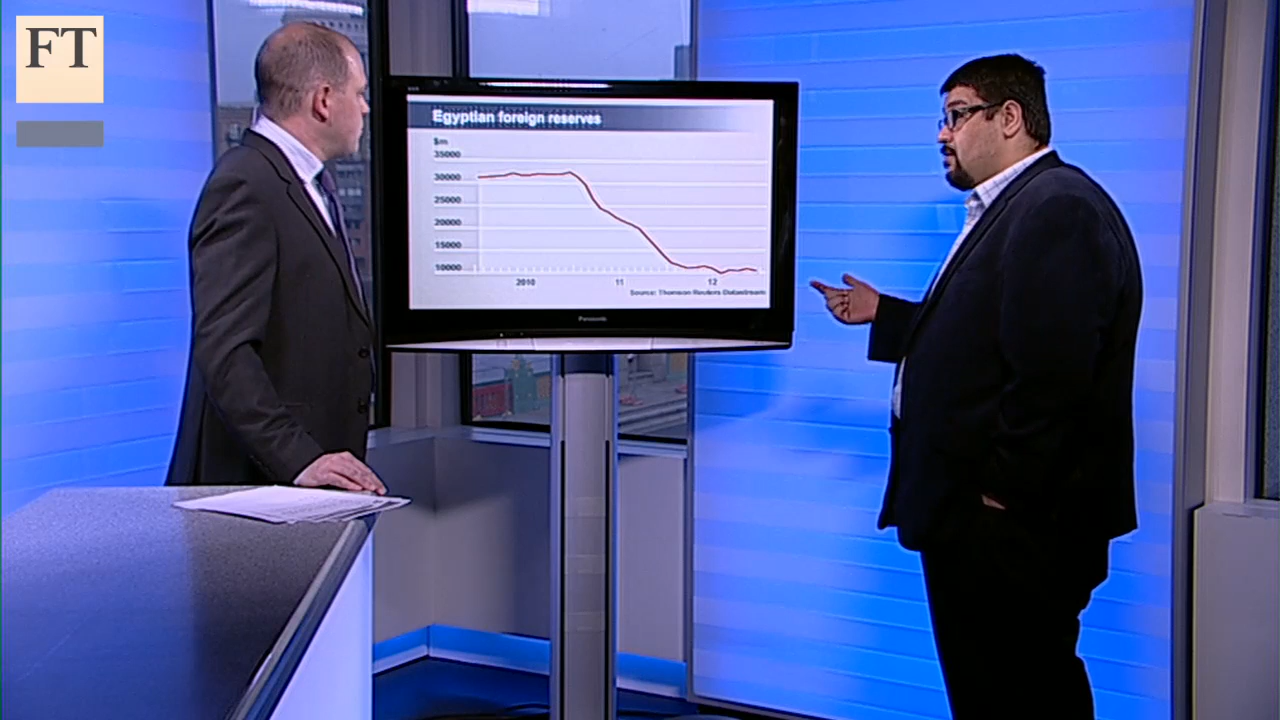 FT
Egyptian foreign reserves
$m
35000
30000
25000
20000
15000
10000
2010 11 12
Source: Thomson Reuters Datastream
Panasonic